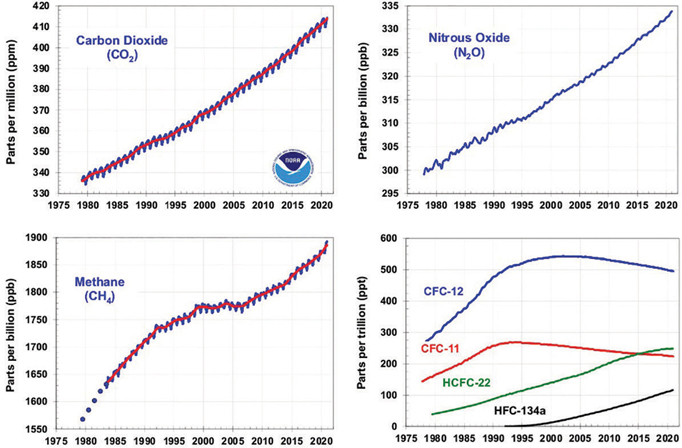 Parts per million (ppm)
420
410
400
390
380
370
360
350
340
330
Carbon Dioxide
(CO₂)
NOAA
1975 1980 1985 1990 1995 2000 2005 2010 2015 2020
Parts per billion (ppb)
335
330
325
320
315
310
305
300
295
Nitrous Oxide
(N₂O)
1975 1980 1985 1990 1995 2000 2005 2010 2015 2020
Parts per billion (ppb)
1900
1850
1800
1750
1700
1650
1600
1550
Methane
(CH₄)
1975 1980 1985 1990 1995 2000 2005 2010 2015 2020
Parts per trillion (ppt)
600
500
400
300
200
100
0
CFC-12
CFC-11
HCFC-22
HFC-134a
1975 1980 1985 1990 1995 2000 2005 2010 2015 2020